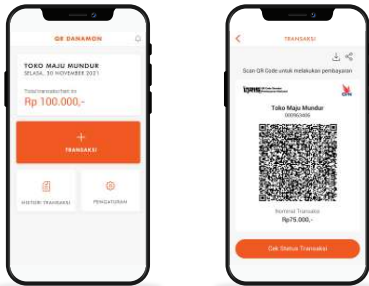 QR DANAMON
TOKO MAJU MUNDUR
SELASA, 30 NOVEMBER 2021
Total transaksi hari ini
Rp 100.000,-
+
TRANSAKSI
HISTORI TRANSAKSI
PENGATURAN
TRANSAKSI
Scan QR Code untuk melakukan pembayaran
QRIS
Toko Maju Mundur
Nominal Transaksi
Rp75.000,-
Cek Status Transaksi